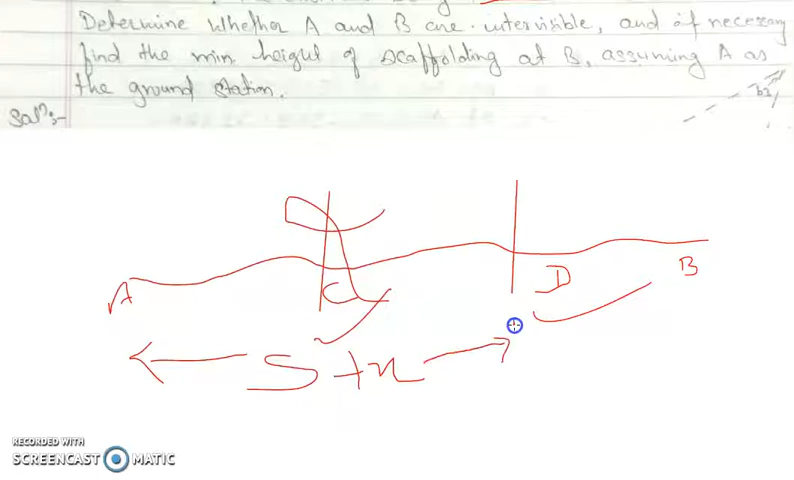 Determine whether A and B are intervisible, and if necessary
find the min. height of scaffolding at B, assuming A as
the ground station.
Solⁿ:-
A
C
D
B
S + x
RECORDED WITH
SCREENCAST MATIC